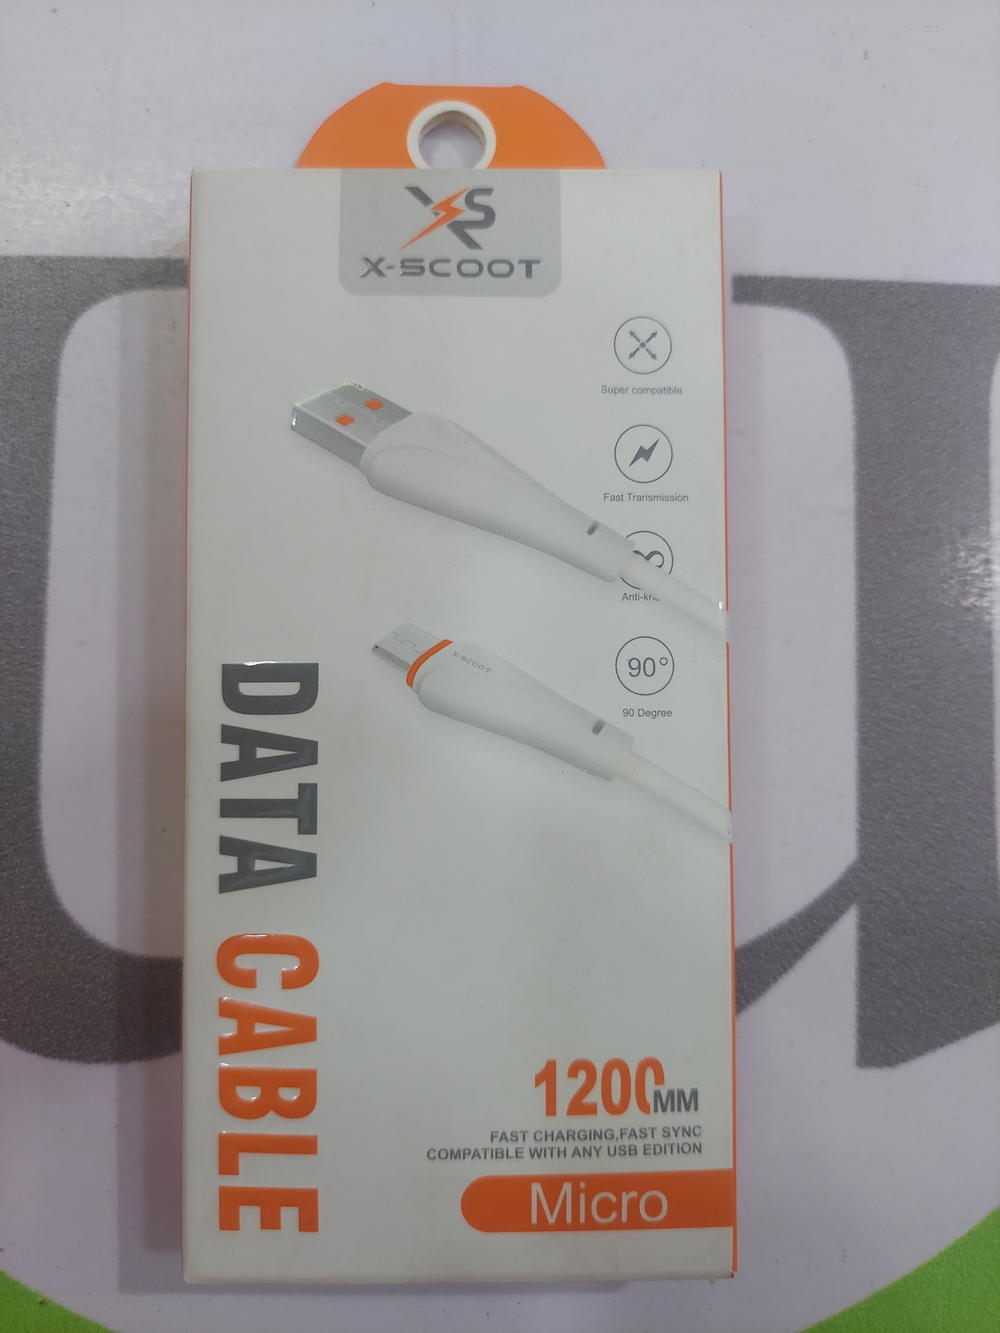 X-SCOOT
Super compatible
Fast Transmission
X-SCOOT
90°
90 Degree
DATA CABLE
1200MM
FAST CHARGING,FAST SYNC
COMPATIBLE WITH ANY USB EDITION
Micro